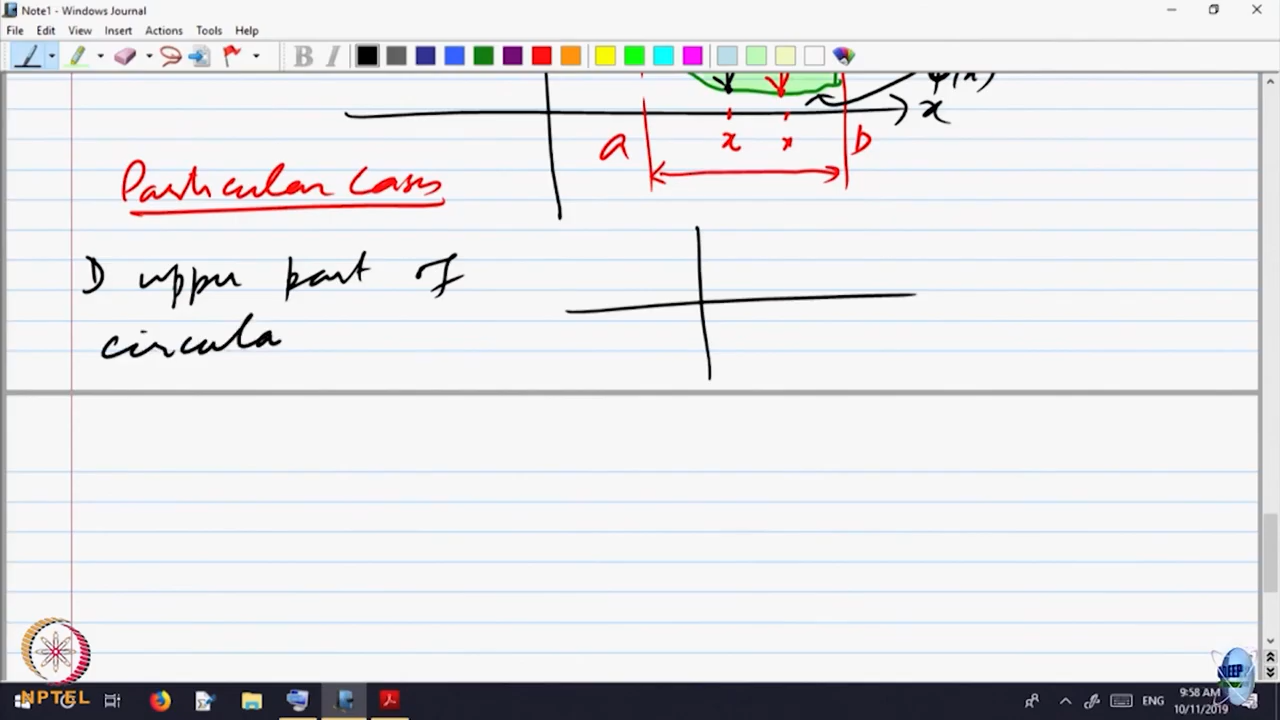 Note1 - Windows Journal
File Edit View Insert Actions Tools Help
B I
x
a x x b
Particular Cases
D upper part of
circula
NPTEL
ENG
9:58 AM
10/11/2019